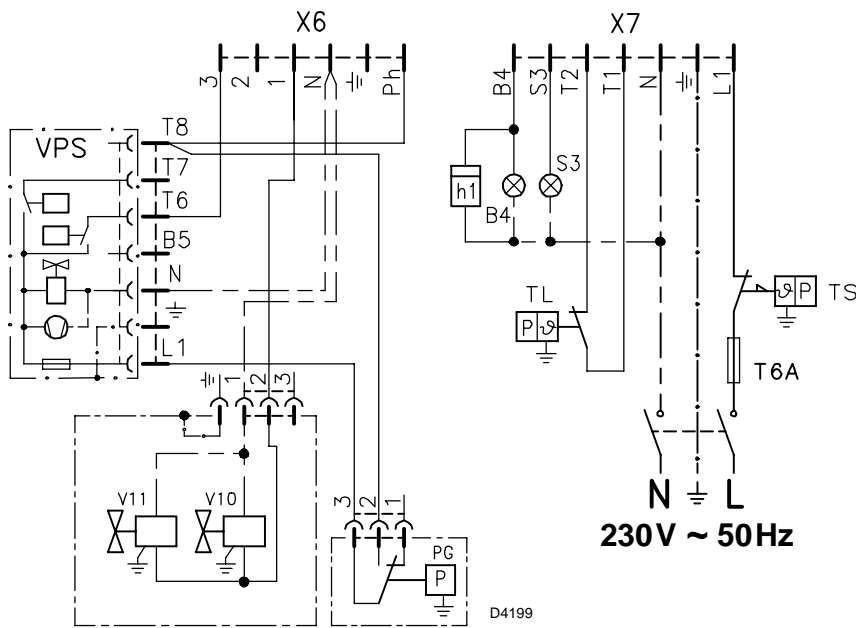 X6
X7
3 2 1 N Ph
B4 S3 T2 T1 N L1
VPS
T8
T7
T6
B5
N
L1
h1
B4
S3
TL
P ϑ
ϑ P
TS
T6A
1 2 3
V11
V10
3 2 1
PG
P
N L
230V ~ 50Hz
D4199